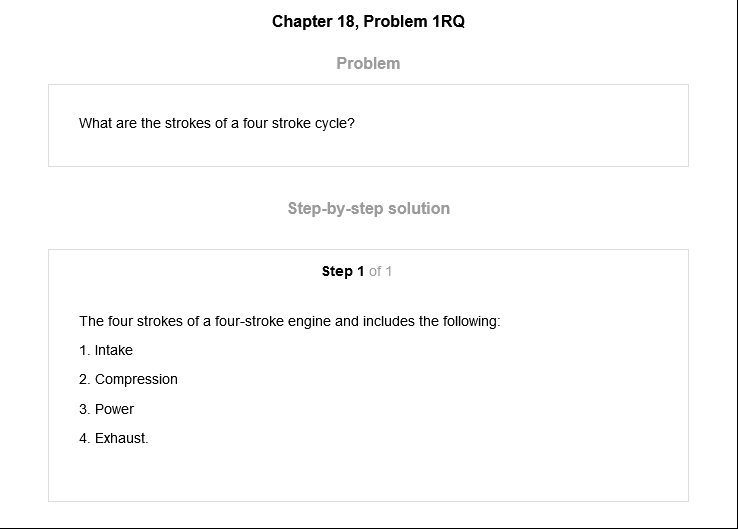 Chapter 18, Problem 1RQ
Problem
What are the strokes of a four stroke cycle?
Step-by-step solution
Step 1 of 1
The four strokes of a four-stroke engine and includes the following:
1. Intake
2. Compression
3. Power
4. Exhaust.